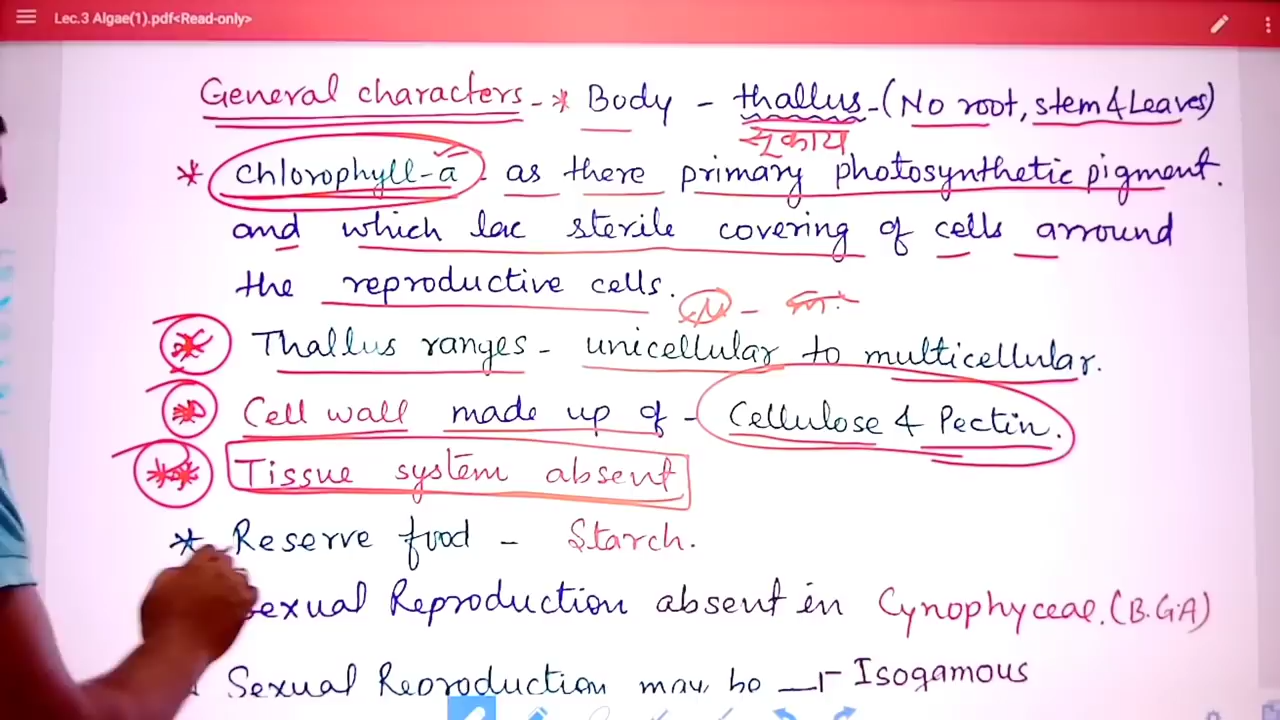 Lec.3 Algae(1).pdf<Read-only>
General characters - * Body - thallus - (No root, stem & Leaves)
सूकाय
* Chlorophyll-a as there primary photosynthetic pigment.
and which lac sterile covering of cells arround
the reproductive cells.
* Thallus ranges - unicellular to multicellular.
* Cell wall made up of - Cellulose & Pectin.
* Tissue system absent
* Reserve food - Starch.
Sexual Reproduction absent in Cynophyceae. (B.G.A)
Sexual Reproduction may be - Isogamous